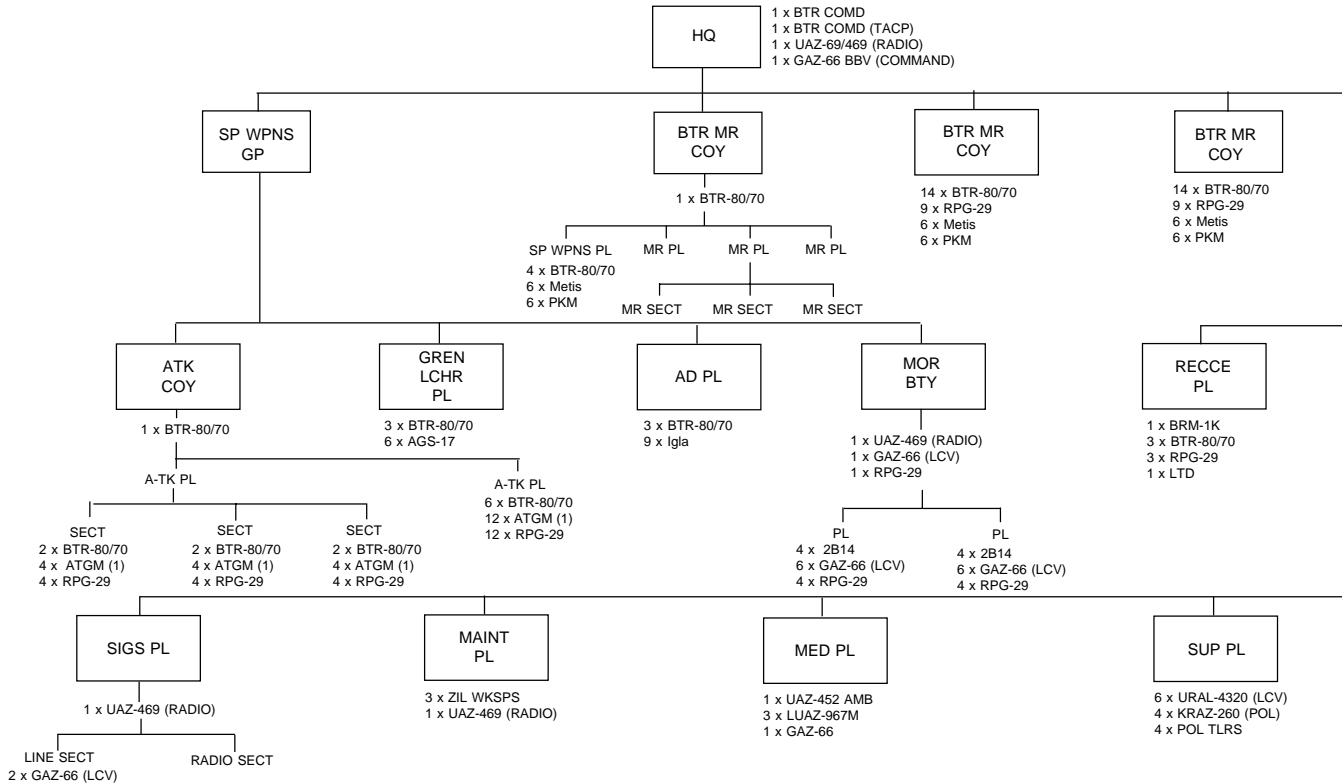 HQ
1 x BTR COMD
1 x BTR COMD (TACP)
1 x UAZ-69/469 (RADIO)
1 x GAZ-66 BBV (COMMAND)
SP WPNS
GP
BTR MR
COY
1 x BTR-80/70
SP WPNS PL
4 x BTR-80/70
6 x Metis
6 x PKM
MR PL
MR PL
MR PL
MR SECT
MR SECT
MR SECT
BTR MR
COY
14 x BTR-80/70
9 x RPG-29
6 x Metis
6 x PKM
BTR MR
COY
14 x BTR-80/70
9 x RPG-29
6 x Metis
6 x PKM
ATK
COY
1 x BTR-80/70
A-TK PL
SECT
2 x BTR-80/70
4 x ATGM (1)
4 x RPG-29
SECT
2 x BTR-80/70
4 x ATGM (1)
4 x RPG-29
SECT
2 x BTR-80/70
4 x ATGM (1)
4 x RPG-29
A-TK PL
6 x BTR-80/70
12 x ATGM (1)
12 x RPG-29
GREN
LCHR
PL
3 x BTR-80/70
6 x AGS-17
AD PL
3 x BTR-80/70
9 x Igla
MOR
BTY
1 x UAZ-469 (RADIO)
1 x GAZ-66 (LCV)
1 x RPG-29
PL
4 x 2B14
6 x GAZ-66 (LCV)
4 x RPG-29
PL
4 x 2B14
6 x GAZ-66 (LCV)
4 x RPG-29
RECCE
PL
1 x BRM-1K
3 x BTR-80/70
3 x RPG-29
1 x LTD
SIGS PL
1 x UAZ-469 (RADIO)
LINE SECT
2 x GAZ-66 (LCV)
RADIO SECT
MAINT
PL
3 x ZIL WKSPS
1 x UAZ-469 (RADIO)
MED PL
1 x UAZ-452 AMB
3 x LUAZ-967M
1 x GAZ-66
SUP PL
6 x URAL-4320 (LCV)
4 x KRAZ-260 (POL)
4 x POL TLRS